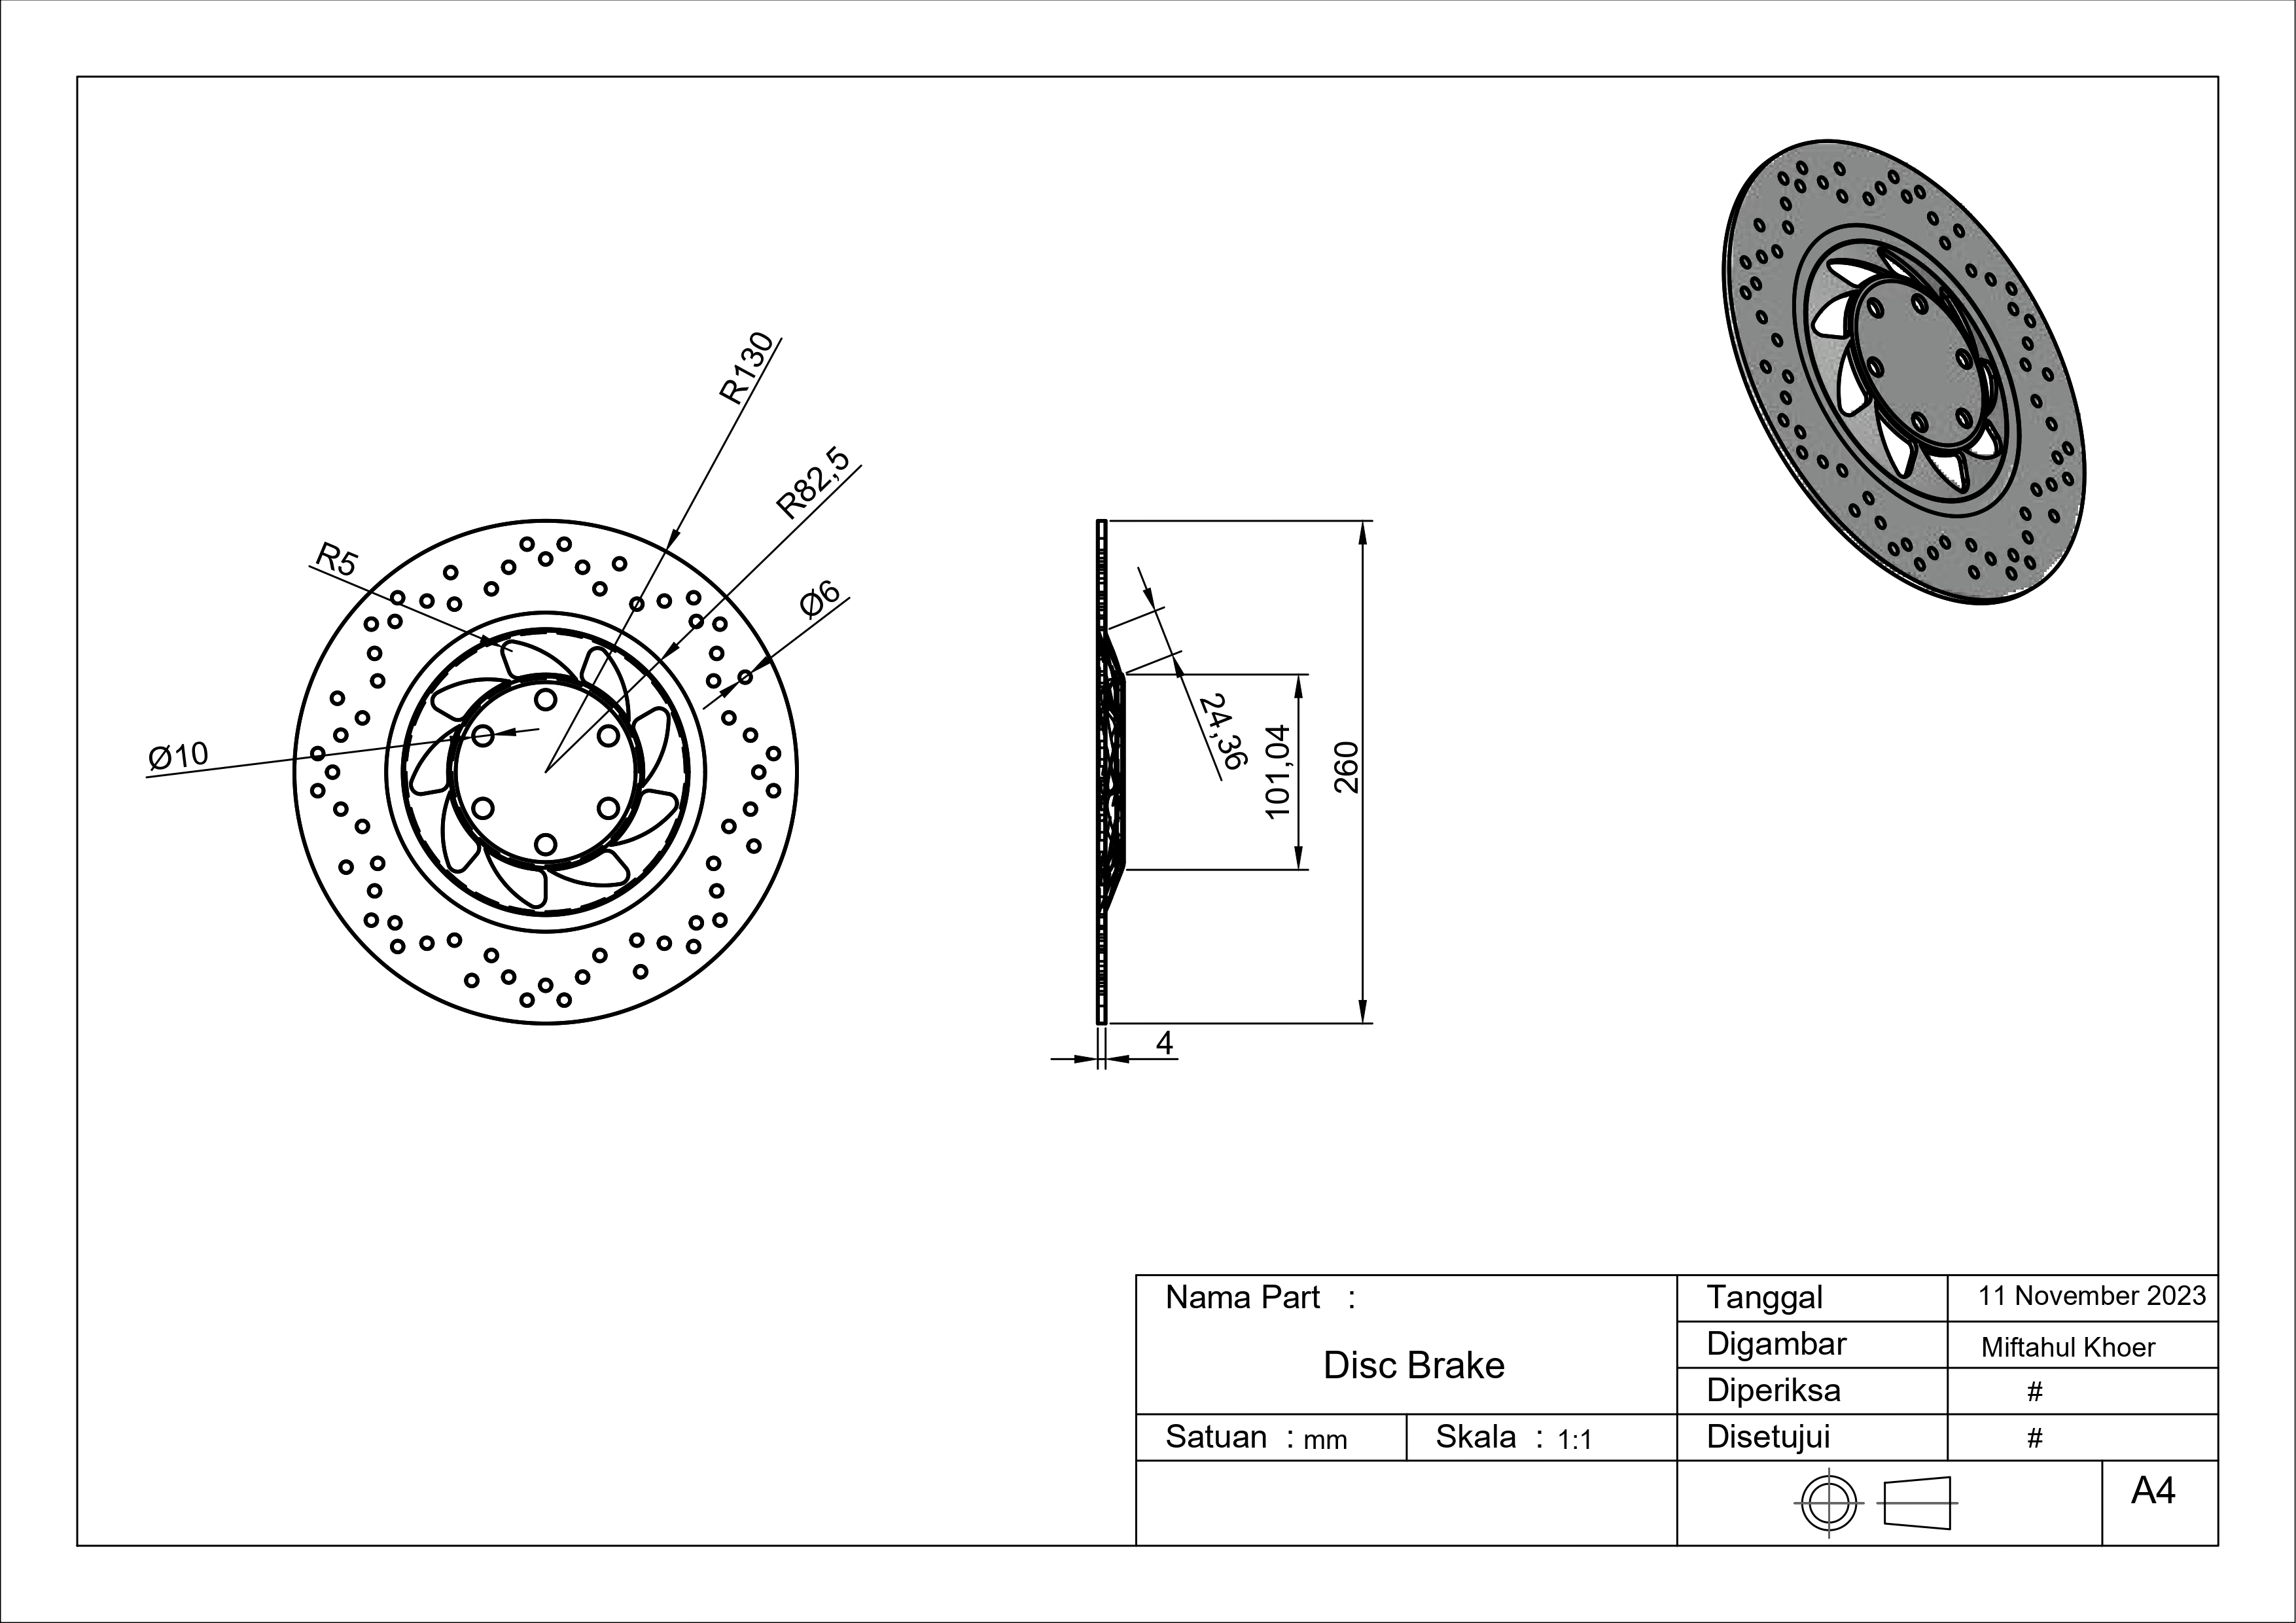 R130
R82,5
R5
Ø6
Ø10
24,36
101,04
260
4
Nama Part :
Disc Brake
Satuan : mm
Skala : 1:1
Tanggal 11 November 2023
Digambar Miftahul Khoer
Diperiksa #
Disetujui #
A4